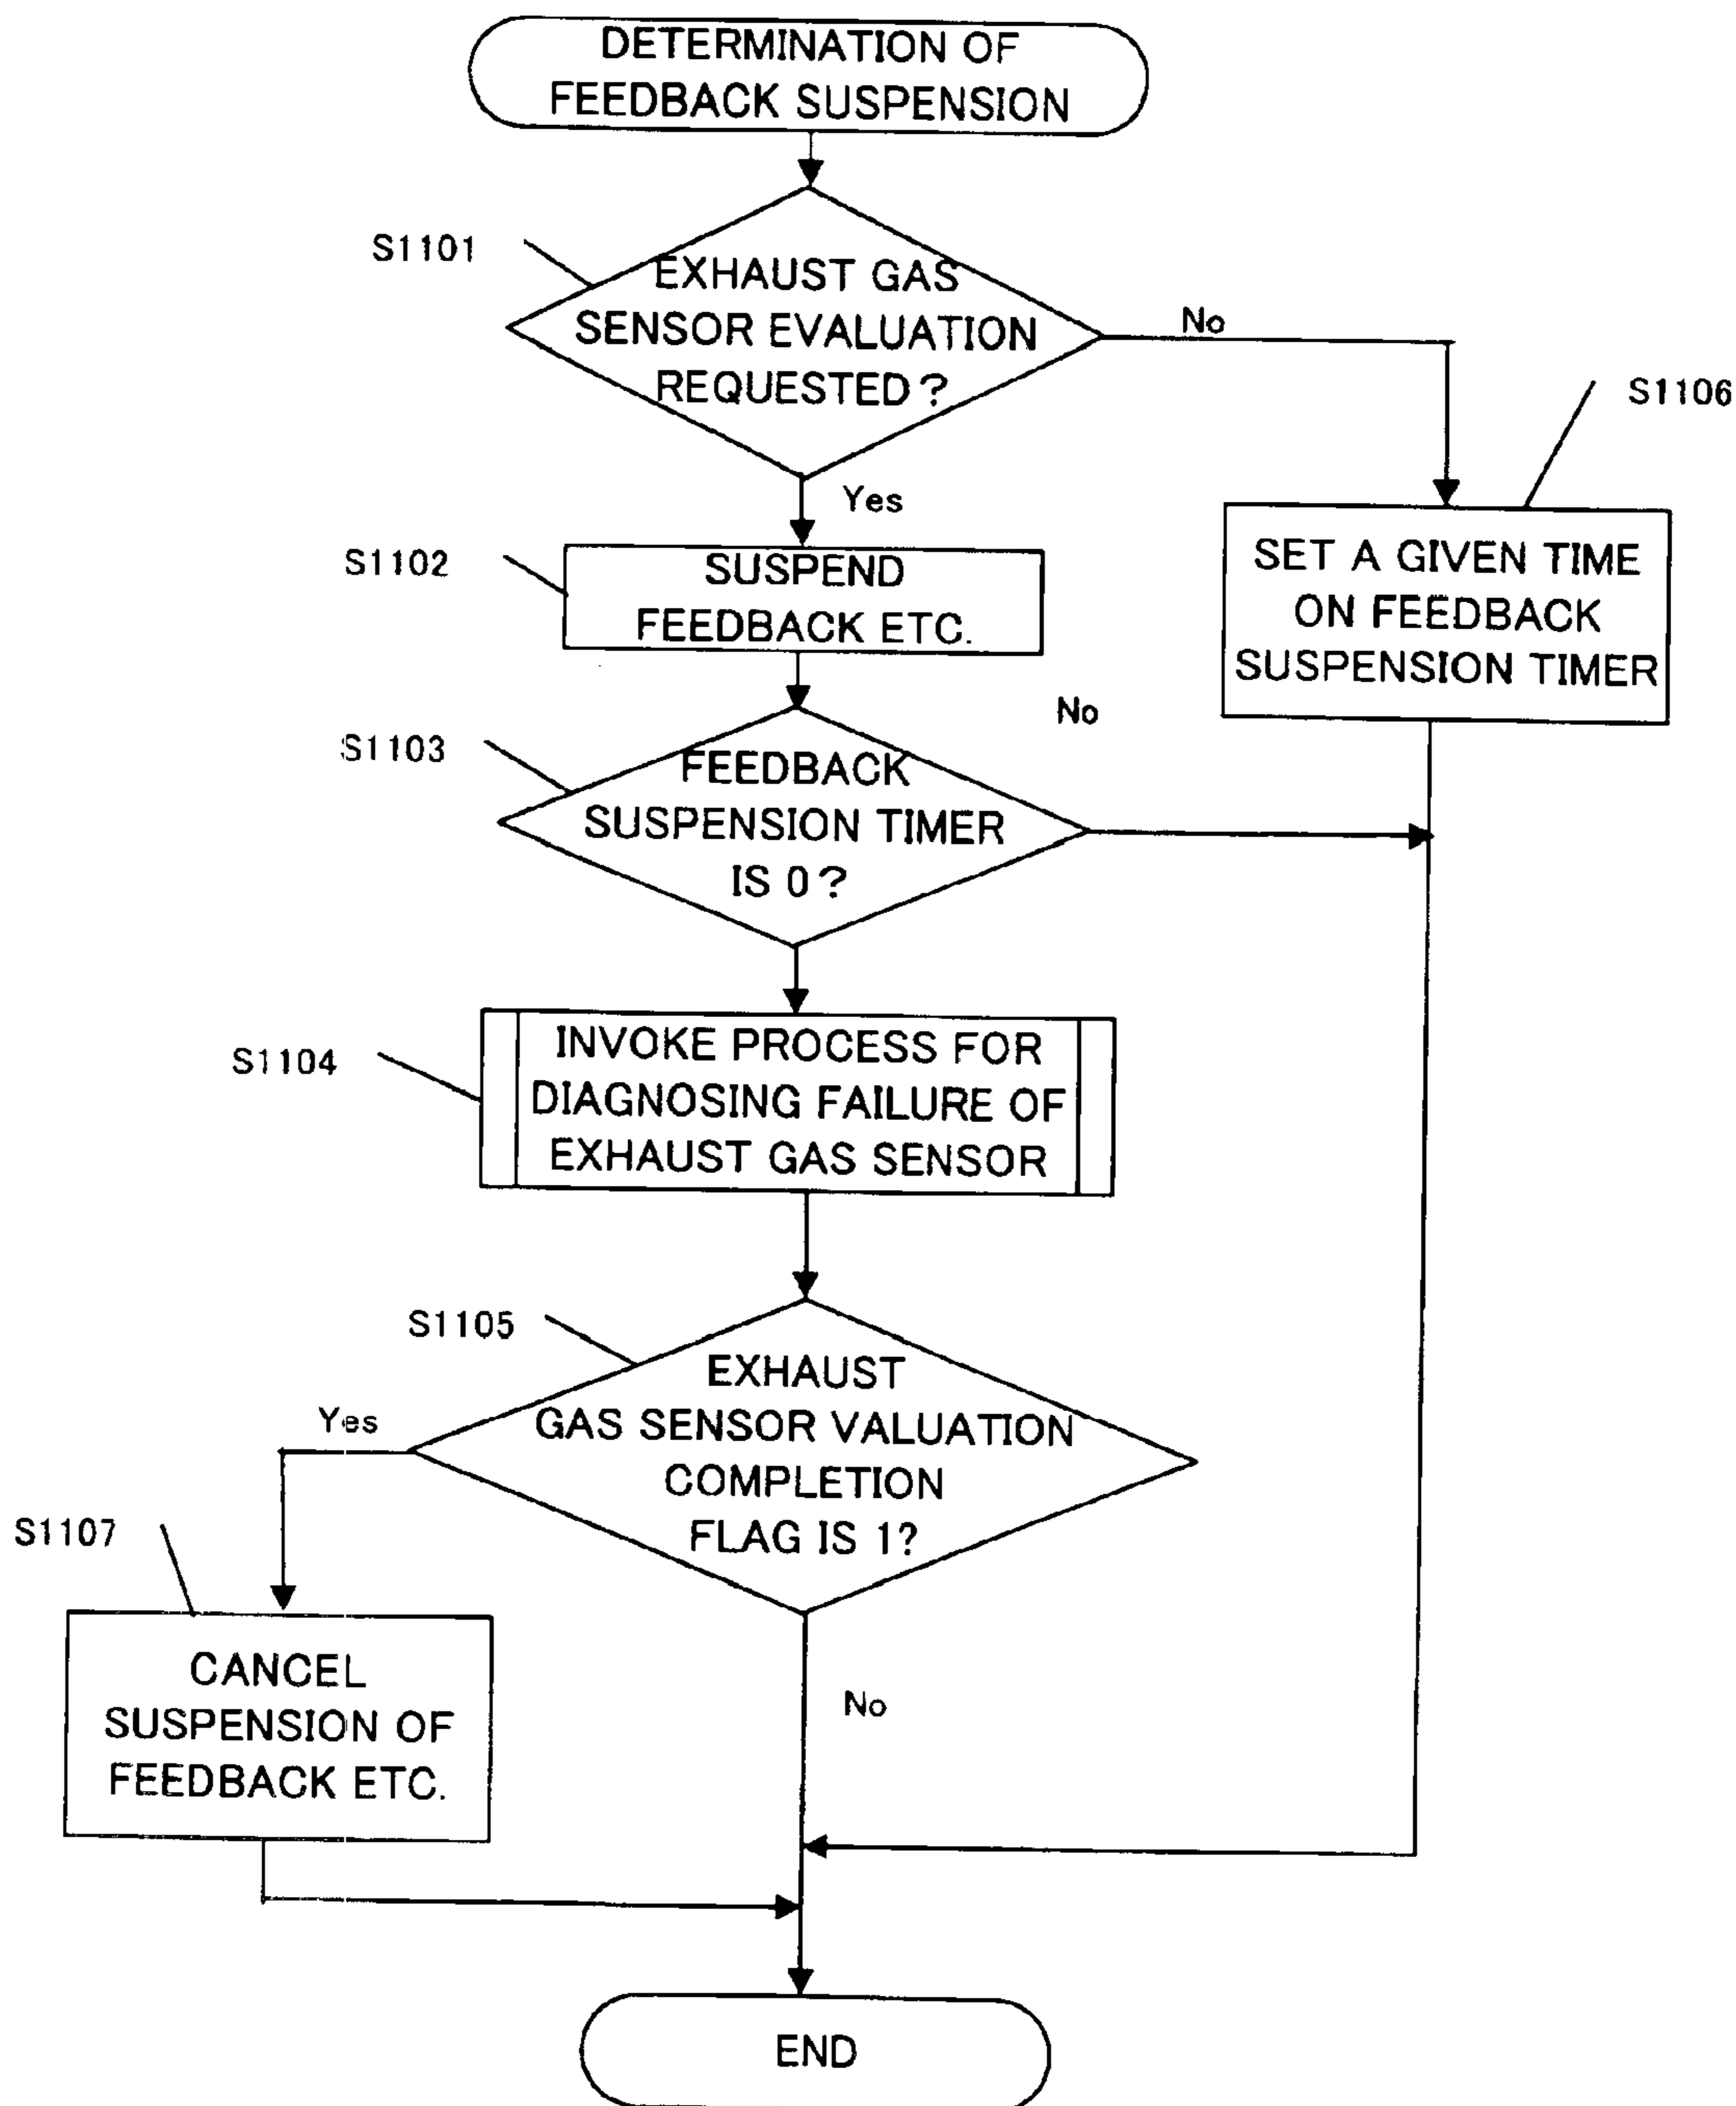 DETERMINATION OF
FEEDBACK SUSPENSION
S1101
EXHAUST GAS
SENSOR EVALUATION
REQUESTED?
No
S1106
Yes
S1102
SUSPEND
FEEDBACK ETC.
SET A GIVEN TIME
ON FEEDBACK
SUSPENSION TIMER
No
S1103
FEEDBACK
SUSPENSION TIMER
IS 0?
S1104
INVOKE PROCESS FOR
DIAGNOSING FAILURE OF
EXHAUST GAS SENSOR
S1105
EXHAUST
GAS SENSOR VALUATION
COMPLETION
FLAG IS 1?
Yes
S1107
CANCEL
SUSPENSION OF
FEEDBACK ETC.
No
END